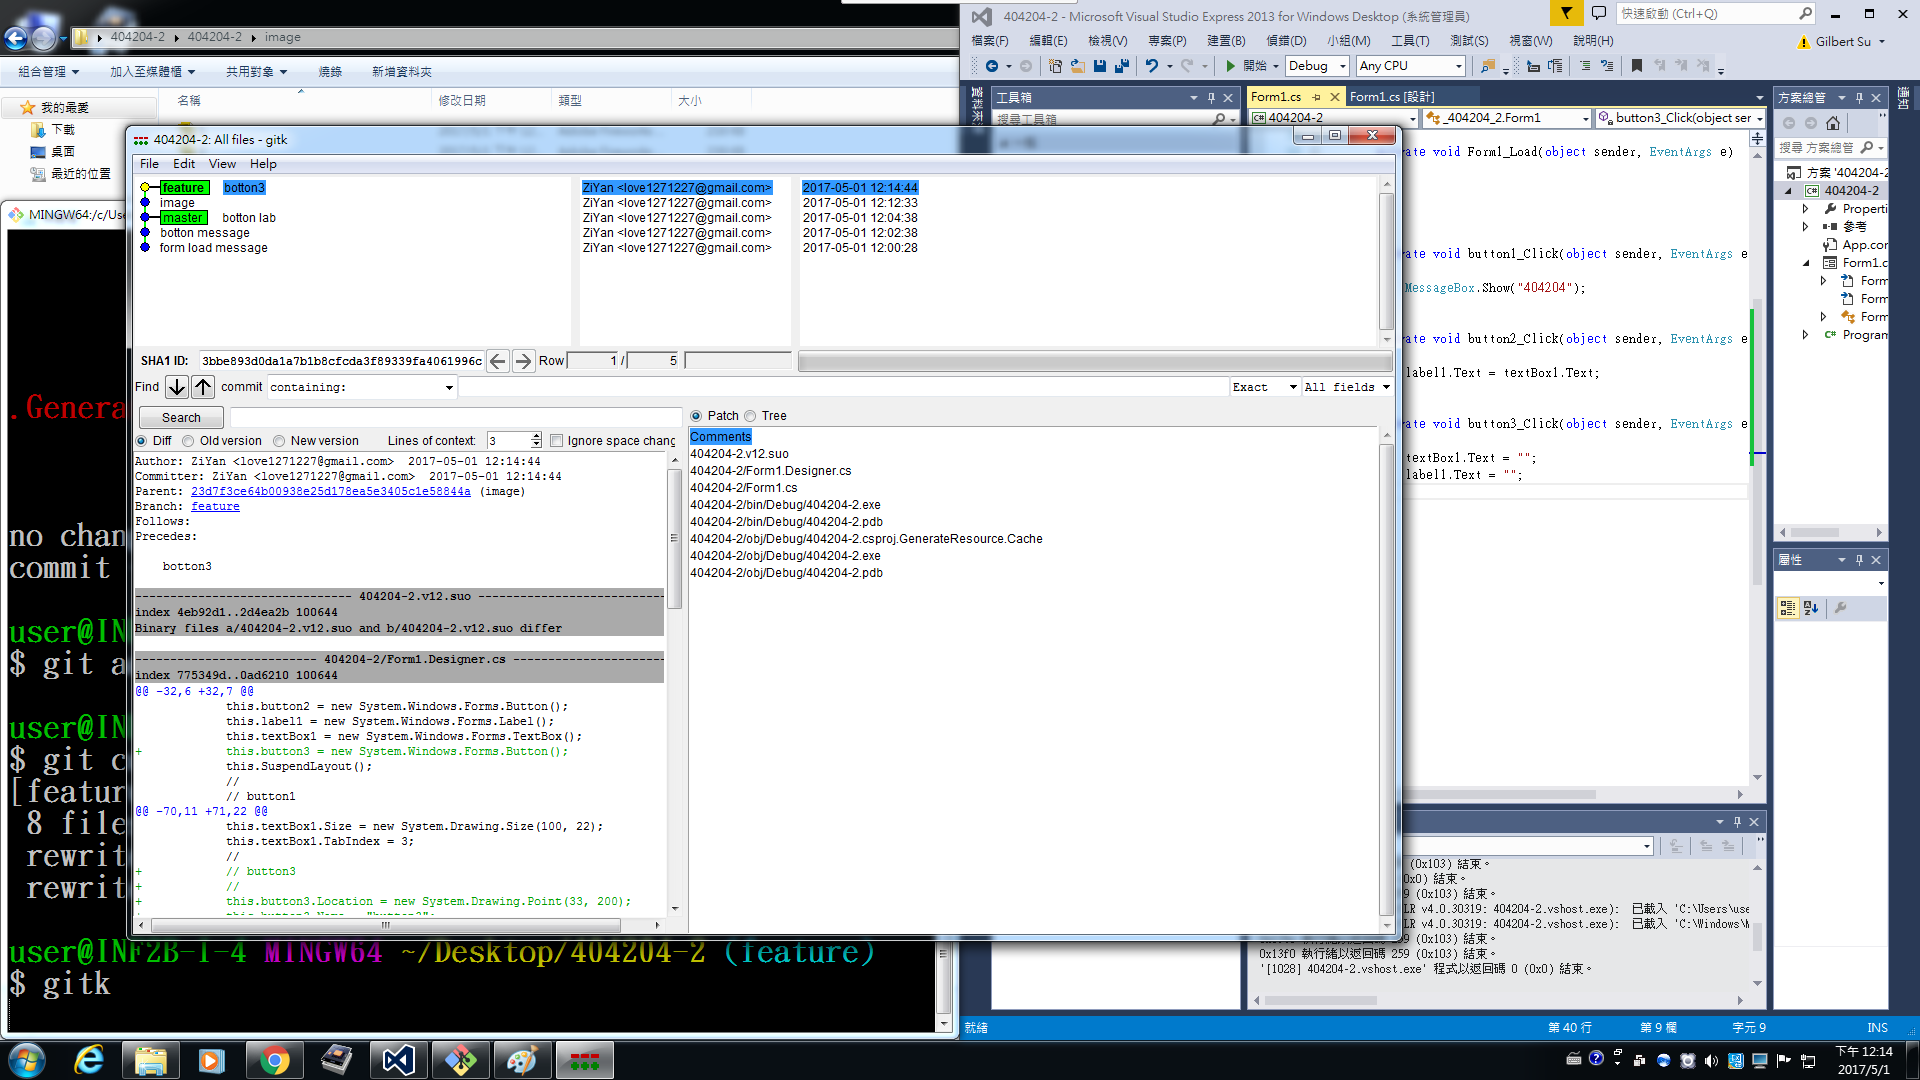 404204-2 ▸ 404204-2 ▸ image
組合管理 加入至媒體櫃 共用對象 燒錄 新增資料夾
我的最愛
下載
桌面
最近的位置
名稱 修改日期 類型 大小
MINGW64:/c/Use
.Genera
no chan
commit
user@IN
$ git a
user@IN
$ git c
[featur
8 file
rewrit
rewrit
user@INF2B-1-4 MINGW64 ~/Desktop/404204-2 (feature)
$ gitk
404204-2: All files - gitk
File Edit View Help
feature botton3 ZiYan <love1271227@gmail.com> 2017-05-01 12:14:44
image ZiYan <love1271227@gmail.com> 2017-05-01 12:12:33
master botton lab ZiYan <love1271227@gmail.com> 2017-05-01 12:04:38
botton message ZiYan <love1271227@gmail.com> 2017-05-01 12:02:38
form load message ZiYan <love1271227@gmail.com> 2017-05-01 12:00:28
SHA1 ID: 3bbe893d0da1a7b1b8cfcda3f89339fa4061996c Row 1 / 5
Find commit containing: Exact All fields
Search
Diff Old version New version Lines of context: 3 Ignore space chang
Author: ZiYan <love1271227@gmail.com> 2017-05-01 12:14:44
Committer: ZiYan <love1271227@gmail.com> 2017-05-01 12:14:44
Parent: 23d7f3ce64b00938e25d178ea5e3405c1e58844a (image)
Branch: feature
Follows:
Precedes:
botton3
------------------------------- 404204-2.v12.suo ---------------------------
index 4eb92d1..2d4ea2b 100644
Binary files a/404204-2.v12.suo and b/404204-2.v12.suo differ
-------------------------- 404204-2/Form1.Designer.cs ----------------------
index 775349d..0ad6210 100644
@@ -32,6 +32,7 @@
this.button2 = new System.Windows.Forms.Button();
this.label1 = new System.Windows.Forms.Label();
this.textBox1 = new System.Windows.Forms.TextBox();
+ this.button3 = new System.Windows.Forms.Button();
this.SuspendLayout();
//
// button1
@@ -70,11 +71,22 @@
this.textBox1.Size = new System.Drawing.Size(100, 22);
this.textBox1.TabIndex = 3;
//
+ // button3
+ //
+ this.button3.Location = new System.Drawing.Point(33, 200);
Patch Tree
Comments
404204-2.v12.suo
404204-2/Form1.Designer.cs
404204-2/Form1.cs
404204-2/bin/Debug/404204-2.exe
404204-2/bin/Debug/404204-2.pdb
404204-2/obj/Debug/404204-2.csproj.GenerateResource.Cache
404204-2/obj/Debug/404204-2.exe
404204-2/obj/Debug/404204-2.pdb
404204-2 - Microsoft Visual Studio Express 2013 for Windows Desktop (系統管理員)
快速啟動 (Ctrl+Q)
檔案(F) 編輯(E) 檢視(V) 專案(P) 建置(B) 偵錯(D) 小組(M) 工具(T) 測試(S) 視窗(W) 說明(H)
Gilbert Su
開始 Debug Any CPU
工具箱
搜尋工具箱
Form1.cs Form1.cs [設計]
404204-2 _404204_2.Form1 button3_Click(object ser
ate void Form1_Load(object sender, EventArgs e)
ate void button1_Click(object sender, EventArgs e
MessageBox.Show("404204");
ate void button2_Click(object sender, EventArgs e
label1.Text = textBox1.Text;
ate void button3_Click(object sender, EventArgs e
textBox1.Text = "";
label1.Text = "";
方案總管
搜尋 方案總管
方案 '404204-2
404204-2
Properti
參考
App.con
Form1.c
Form
Form
Form
Program
屬性
(0x103) 結束。
x0) 結束。
9 (0x103) 結束。
LR v4.0.30319: 404204-2.vshost.exe): 已載入 'C:\Users\use
LR v4.0.30319: 404204-2.vshost.exe): 已載入 'C:\Windows\M
259 (0x103) 結束。
0x13f0 執行緒以返回碼 259 (0x103) 結束。
'[1028] 404204-2.vshost.exe' 程式以返回碼 0 (0x0) 結束。
就緒 第 40 行 第 9 欄 字元 9 INS
下午 12:14
2017/5/1